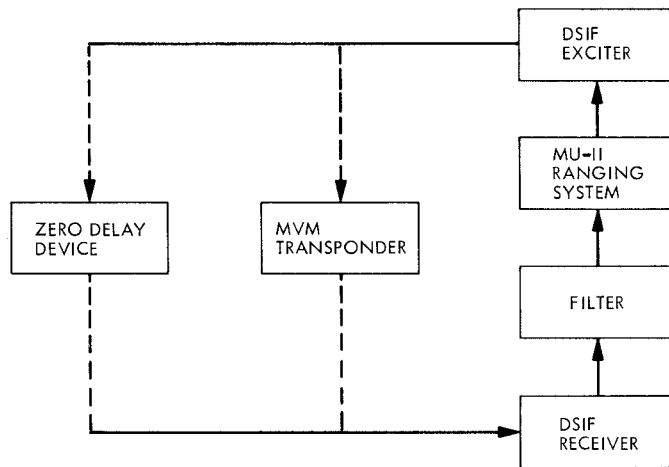 DSIF
EXCITER
MU-II
RANGING
SYSTEM
ZERO DELAY
DEVICE
MVM
TRANSPONDER
FILTER
DSIF
RECEIVER